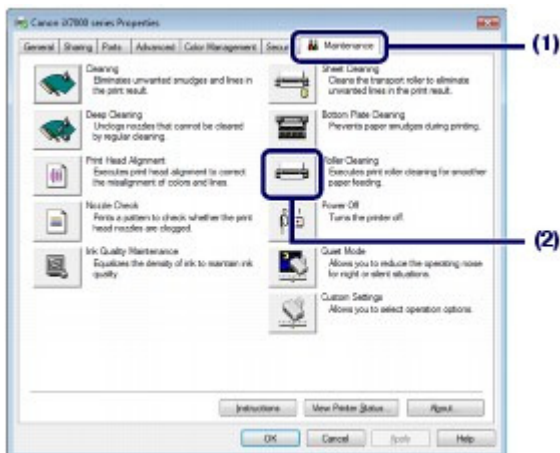 Canon iX7000 series Properties
General Sharing Ports Advanced Color Management Security Maintenance
(1)
Cleaning
Eliminates unwanted smudges and lines in
the print result.
Deep Cleaning
Unclogs nozzles that cannot be cleared
by regular cleaning.
Print Head Alignment
Executes print head alignment to correct
the misalignment of colors and lines.
Nozzle Check
Prints a pattern to check whether the print
head nozzles are clogged.
Ink Quality Maintenance
Equalizes the density of ink to maintain ink
quality.
Sheet Cleaning
Cleans the transport roller to eliminate
unwanted lines in the print result.
Bottom Plate Cleaning
Prevents paper smudges during printing.
Roller Cleaning
Executes print roller cleaning for smoother
paper feeding.
Power Off
Turns the printer off.
(2)
Quiet Mode
Allows you to reduce the operating noise
for night or silent situations.
Custom Settings
Allows you to select operation options.
Instructions View Printer Status... About
OK Cancel Apply Help